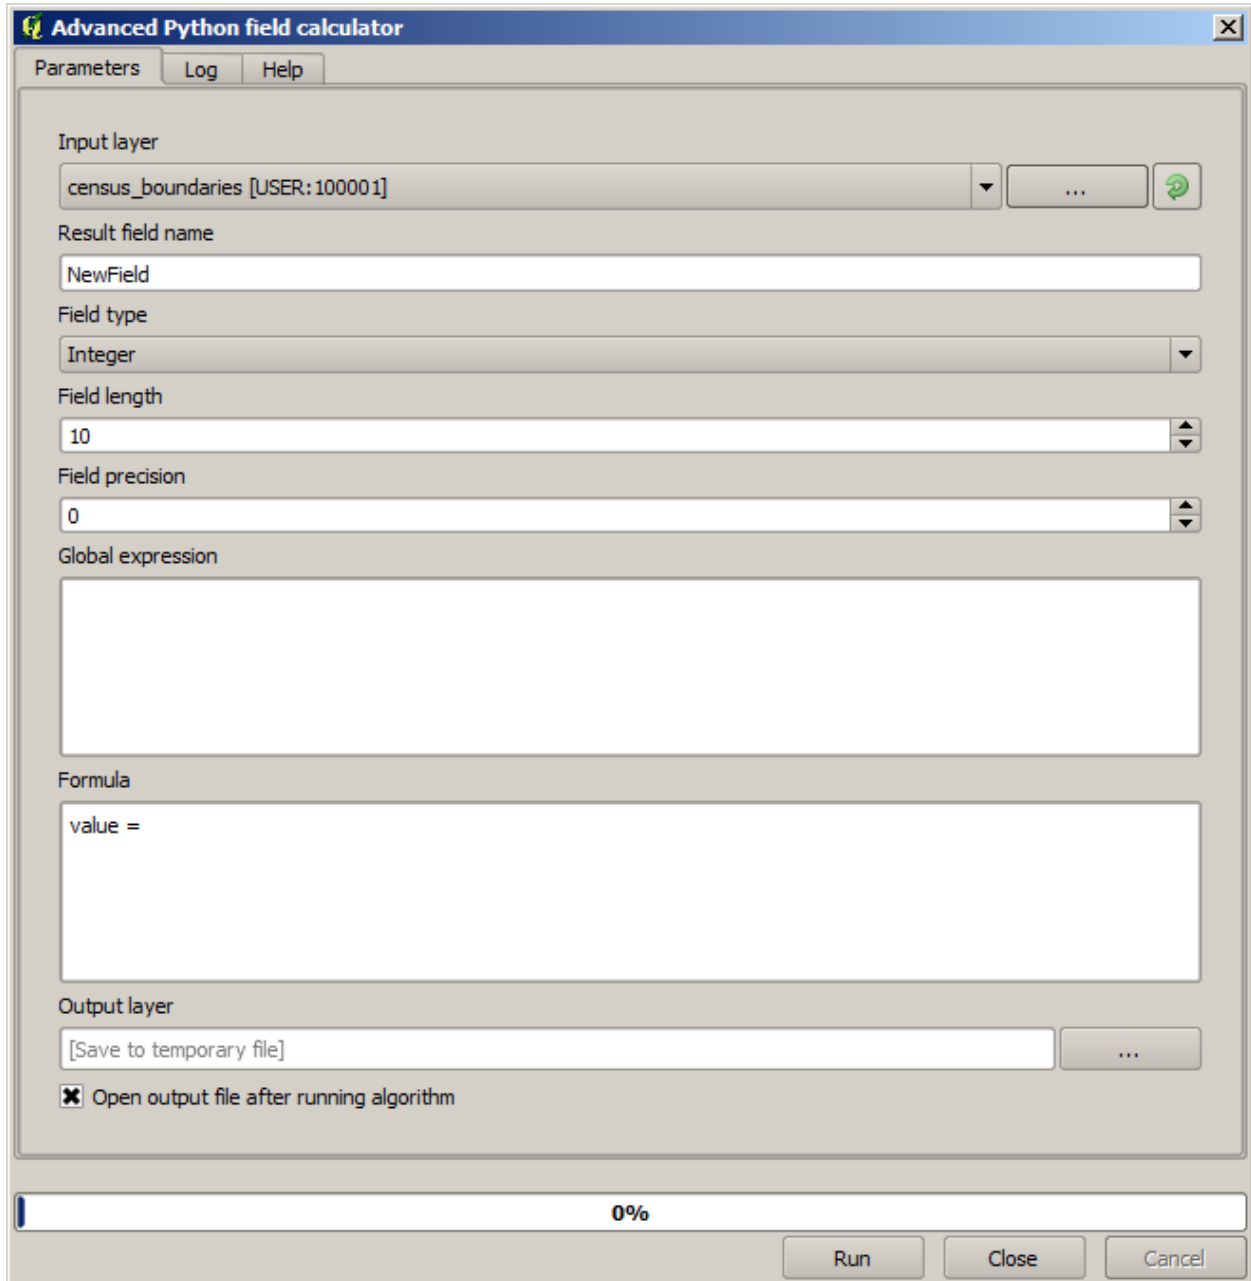 Advanced Python field calculator
Parameters Log Help
Input layer
census_boundaries [USER:100001] ...
Result field name
NewField
Field type
Integer
Field length
10
Field precision
0
Global expression
Formula
value =
Output layer
[Save to temporary file] ...
Open output file after running algorithm
0%
Run Close Cancel